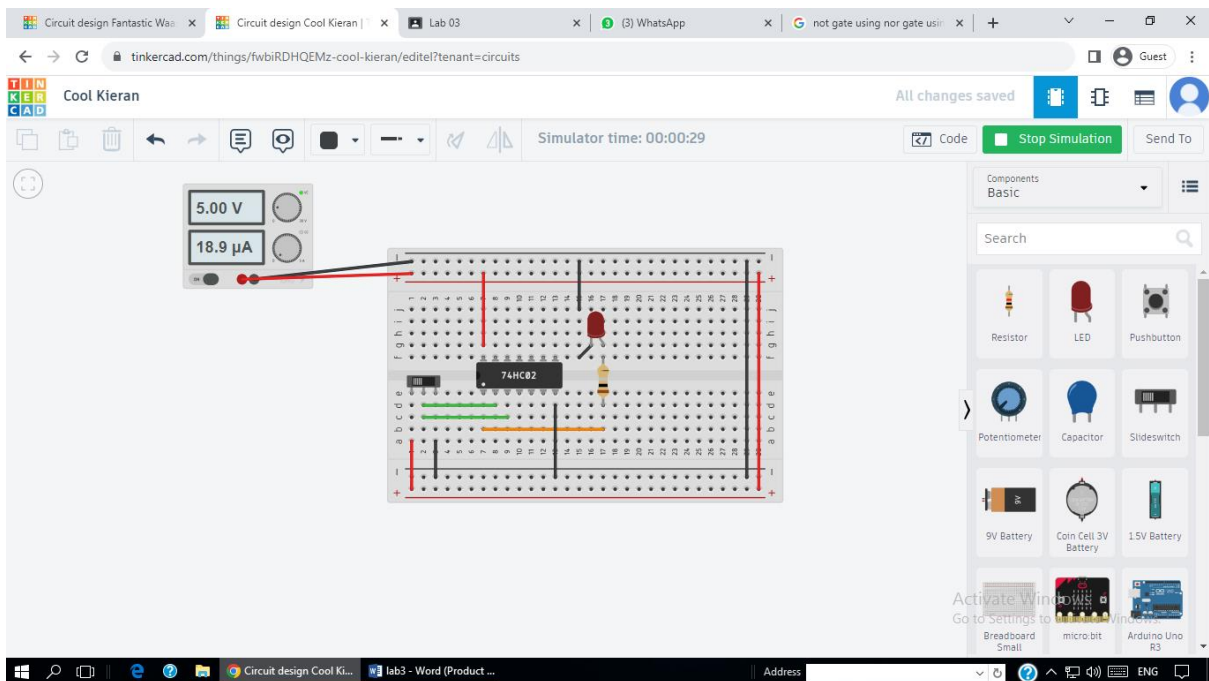 Circuit design Fantastic Waa
Circuit design Cool Kieran | T
Lab 03
(3) WhatsApp
not gate using nor gate usin
tinkercad.com/things/fwbiRDHQEMz-cool-kieran/editel?tenant=circuits
Guest
TIN
KER
CAD
Cool Kieran
All changes saved
Simulator time: 00:00:29
Code
Stop Simulation
Send To
Components
Basic
Search
5.00 V
18.9 µA
74HC02
Resistor
LED
Pushbutton
Potentiometer
Capacitor
Slideswitch
9V Battery
Coin Cell 3V
Battery
1.5V Battery
Breadboard
Small
micro:bit
Arduino Uno
R3
Activate Windows
Go to Settings to
Circuit design Cool Ki...
lab3 - Word (Product ...
Address
ENG